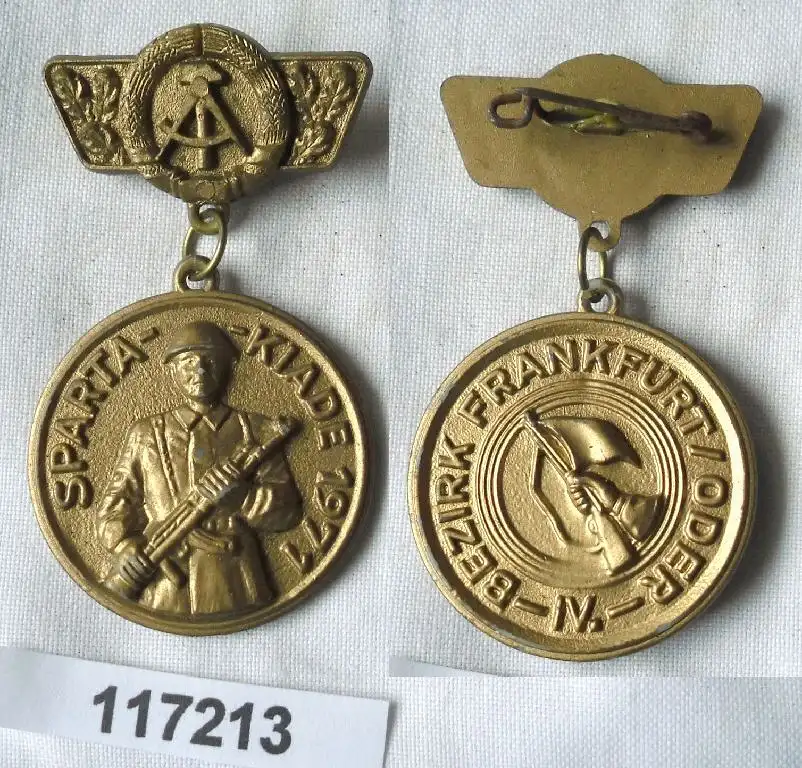 SPARTA-
-KIADE 1971
BEZIRK FRANKFURT/ODER
-IV.-
117213